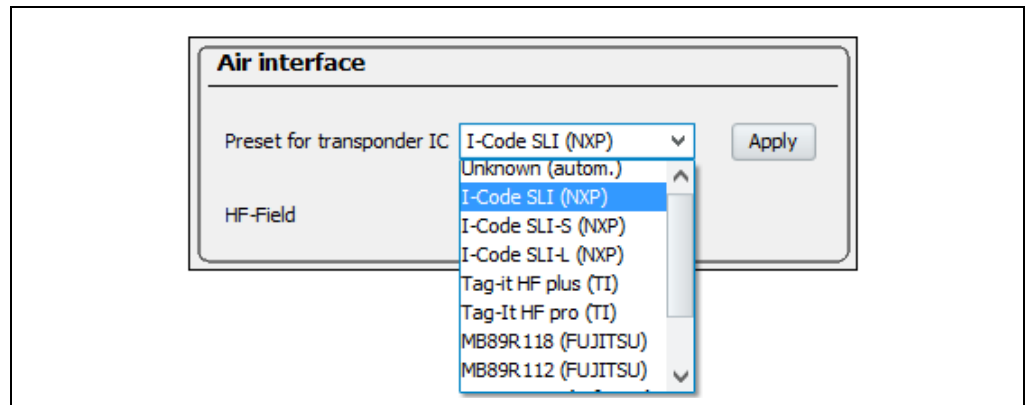 Air interface
Preset for transponder IC I-Code SLI (NXP) Apply
Unknown (autom.)
I-Code SLI (NXP)
HF-Field
I-Code SLI-S (NXP)
I-Code SLI-L (NXP)
Tag-it HF plus (TI)
Tag-It HF pro (TI)
MB89R118 (FUJITSU)
MB89R112 (FUJITSU)